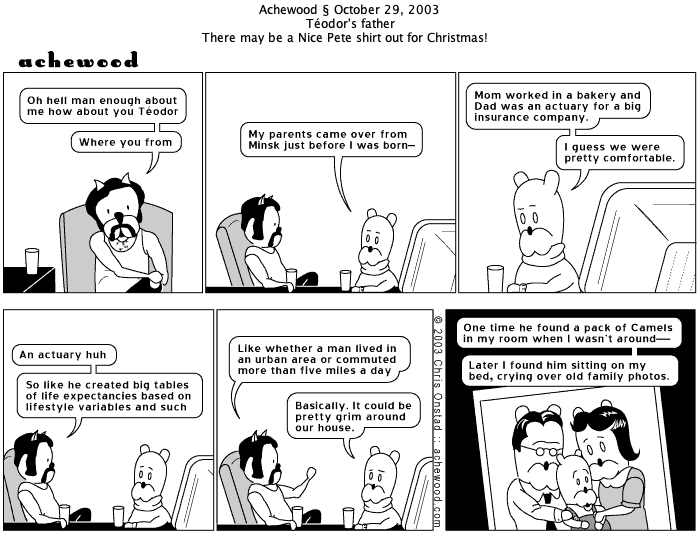 Achewood § October 29, 2003
Téodor's father
There may be a Nice Pete shirt out for Christmas!
achewood
Oh hell man enough about
me how about you Téodor
Where you from
My parents came over from
Minsk just before I was born—
Mom worked in a bakery and
Dad was an actuary for a big
insurance company.
I guess we were
pretty comfortable.
An actuary huh
So like he created big tables
of life expectancies based on
lifestyle variables and such
Like whether a man lived in
an urban area or commuted
more than five miles a day
Basically. It could be
pretty grim around
our house.
© 2003 Chris Onstad :: achewood.com
One time he found a pack of Camels
in my room when I wasn't around—
Later I found him sitting on my
bed, crying over old family photos.